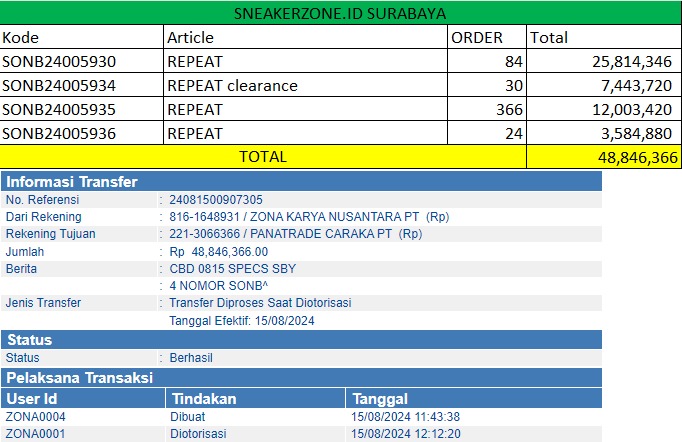 SNEAKERZONE.ID SURABAYA
Kode Article ORDER Total
SONB24005930 REPEAT 84 25,814,346
SONB24005934 REPEAT clearance 30 7,443,720
SONB24005935 REPEAT 366 12,003,420
SONB24005936 REPEAT 24 3,584,880
TOTAL 48,846,366
Informasi Transfer
No. Referensi : 24081500907305
Dari Rekening : 816-1648931 / ZONA KARYA NUSANTARA PT (Rp)
Rekening Tujuan : 221-3066366 / PANATRADE CARAKA PT (Rp)
Jumlah : Rp 48,846,366.00
Berita : CBD 0815 SPECS SBY
: 4 NOMOR SONB^
Jenis Transfer : Transfer Diproses Saat Diotorisasi
Tanggal Efektif: 15/08/2024
Status
Status : Berhasil
Pelaksana Transaksi
User Id Tindakan Tanggal
ZONA0004 Dibuat 15/08/2024 11:43:38
ZONA0001 Diotorisasi 15/08/2024 12:12:20